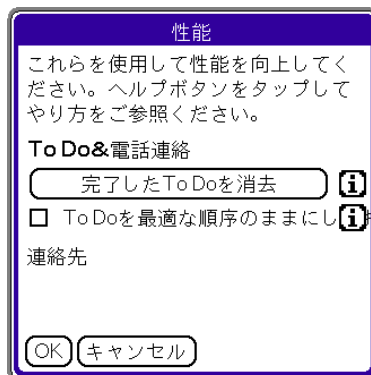 性能
これらを使用して性能を向上してく
ださい。ヘルプボタンをタップして
やり方をご参照ください。
To Do&電話連絡
完了したTo Doを消去
To Doを最適な順序のままにし
連絡先
OK キャンセル